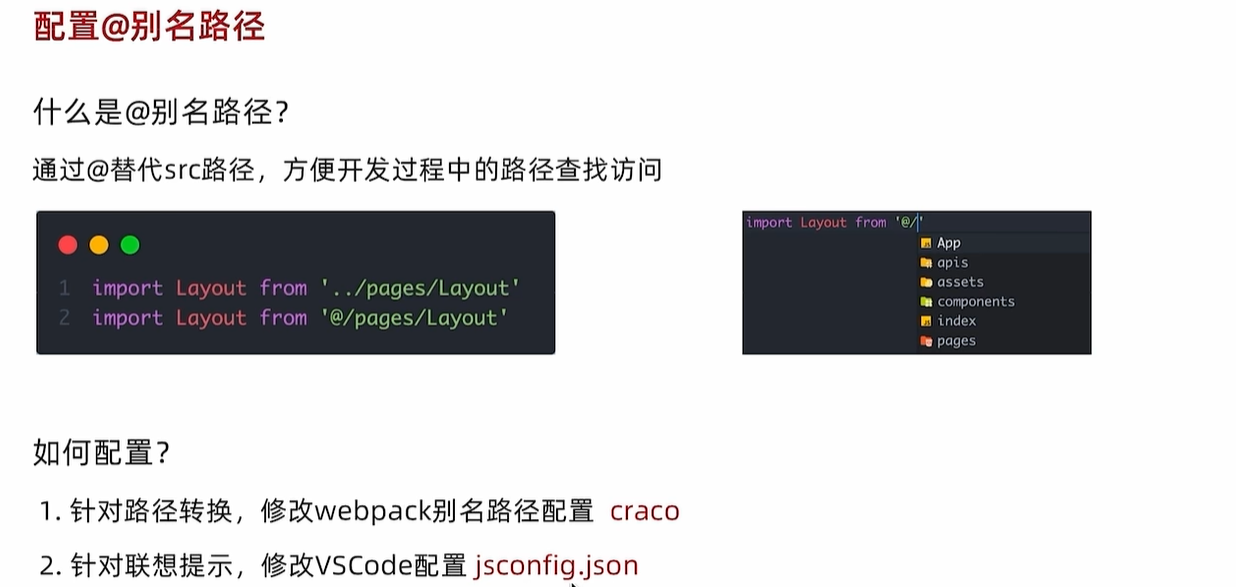 配置@别名路径
什么是@别名路径？
通过@替代src路径，方便开发过程中的路径查找访问
1 import Layout from '../pages/Layout'
2 import Layout from '@/pages/Layout'
import Layout from '@/'
App
apis
assets
components
index
pages
如何配置？
1. 针对路径转换，修改webpack别名路径配置 craco
2. 针对联想提示，修改VSCode配置 jsconfig.json